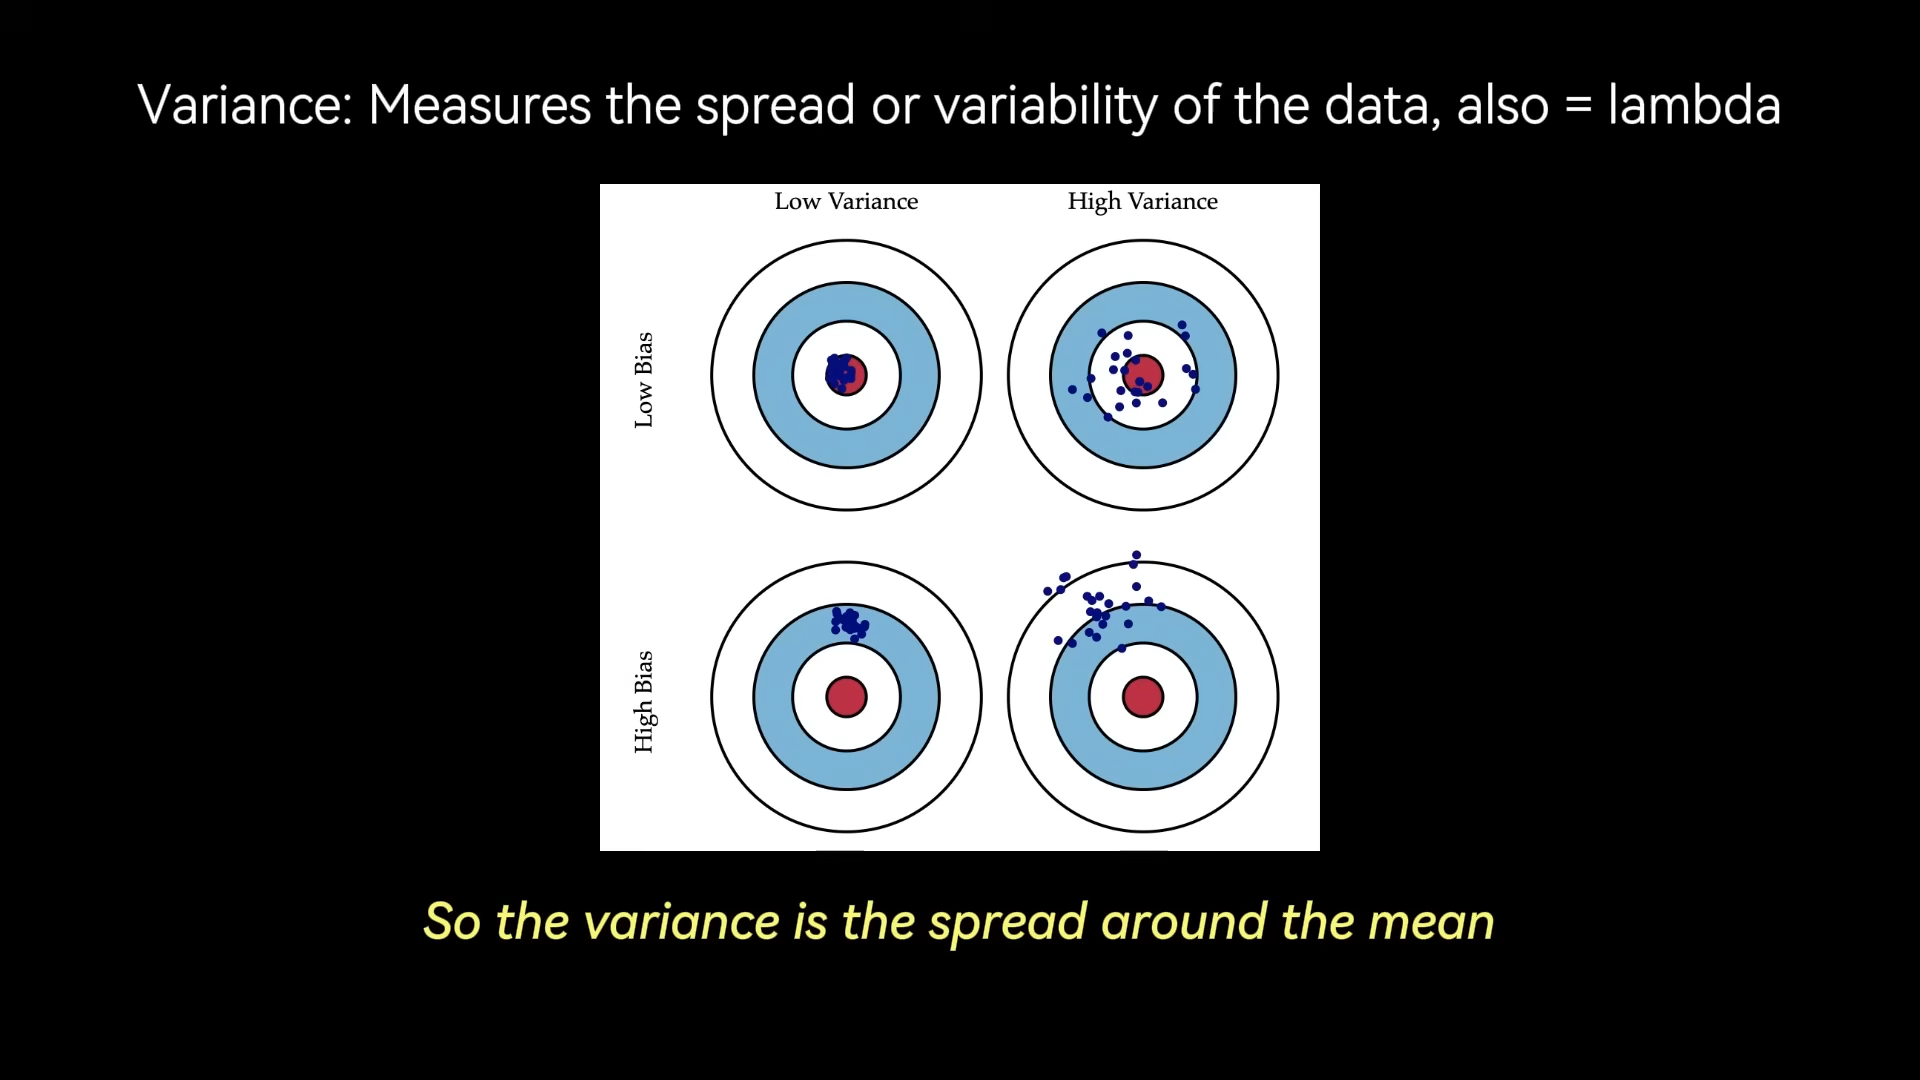 Variance: Measures the spread or variability of the data, also = lambda
Low Variance
High Variance
Low Bias
High Bias
So the variance is the spread around the mean